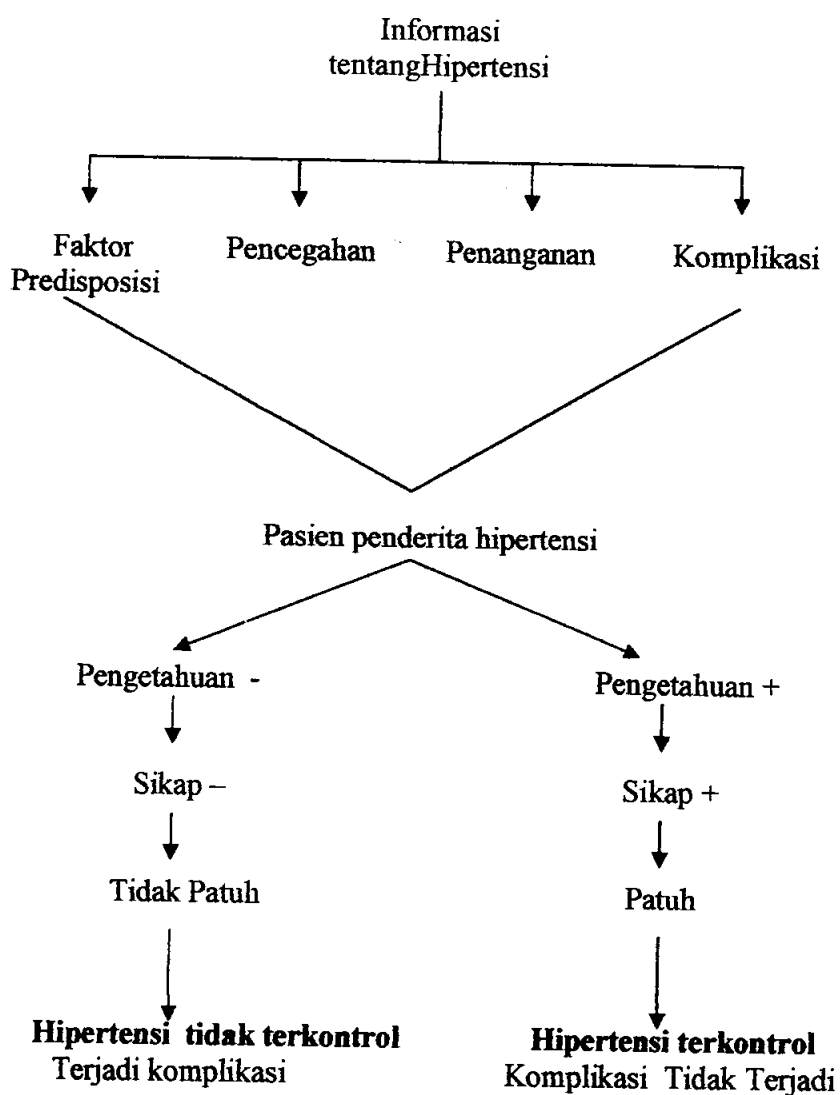 Informasi
tentangHipertensi
Faktor
Predisposisi
Pencegahan
Penanganan
Komplikasi
Pasien penderita hipertensi
Pengetahuan -
Sikap –
Tidak Patuh
Hipertensi tidak terkontrol
Terjadi komplikasi
Pengetahuan +
Sikap +
Patuh
Hipertensi terkontrol
Komplikasi Tidak Terjadi